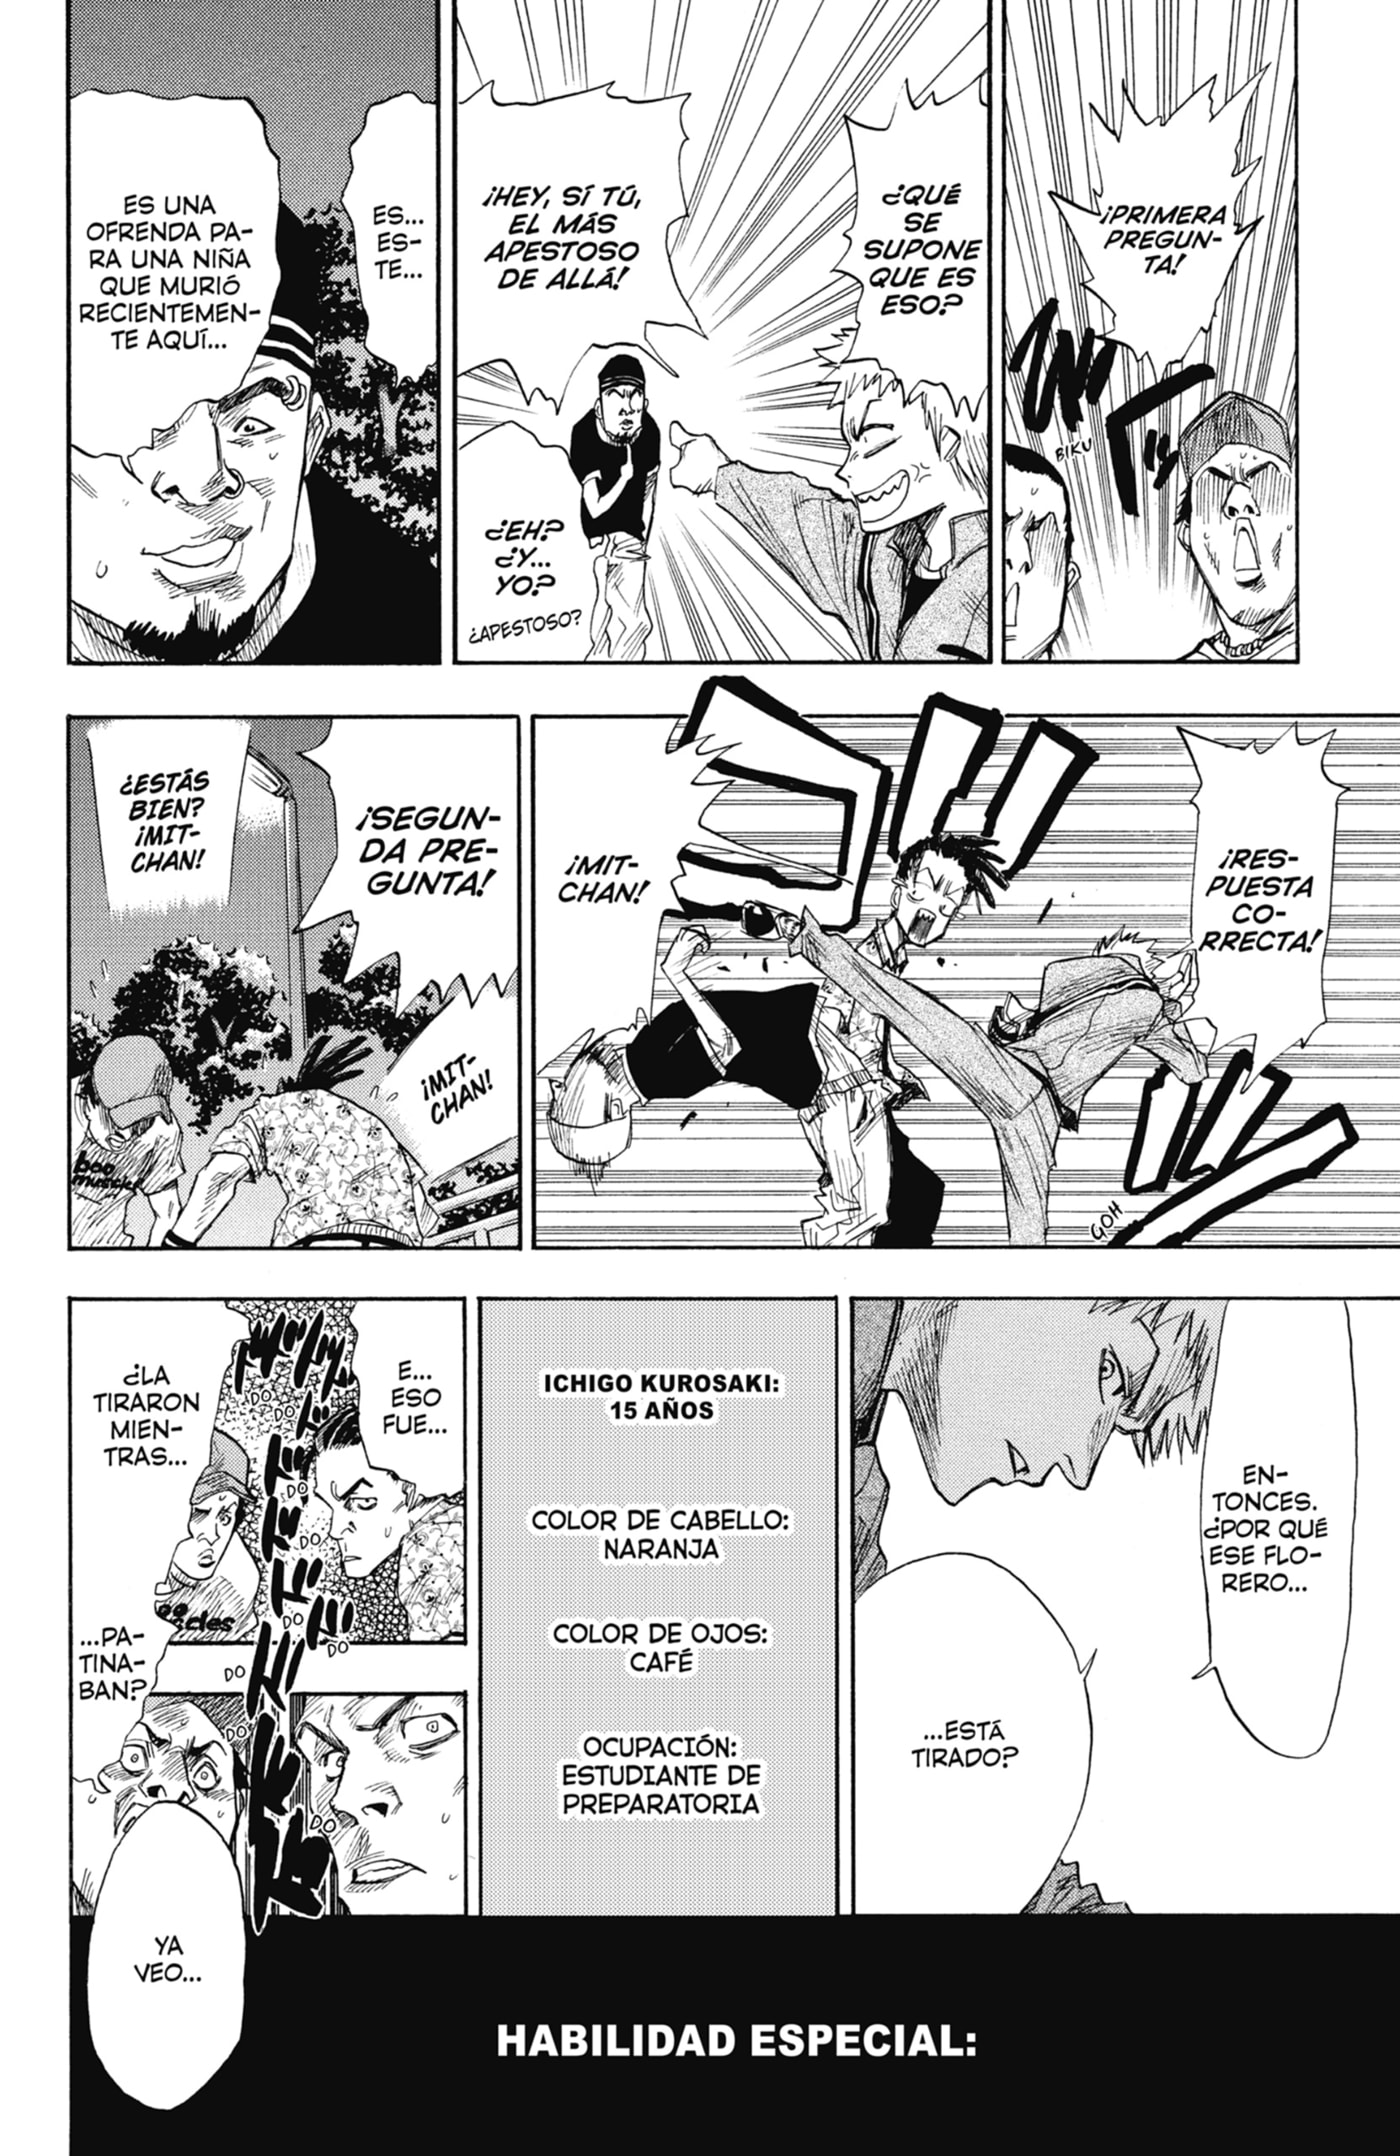 ¡PRIMERA
PREGUN-
TA!
BIKU
¿QUÉ
SE
SUPONE
QUE ES
ESO?
¡HEY, SÍ TÚ,
EL MÁS
APESTOSO
DE ALLÁ!
¿EH?
¿Y...
YO?
¿APESTOSO?
ES...
ES-
TE...
ES UNA
OFRENDA PA-
RA UNA NIÑA
QUE MURIÓ
RECIENTEMEN-
TE AQUÍ...
¡RES-
PUESTA
CO-
RRECTA!
GOH
¡MIT-
CHAN!
¡SEGUN-
DA PRE-
GUNTA!
¡MIT-
CHAN!
¿ESTÁS
BIEN?
¡MIT-
CHAN!
EN-
TONCES.
¿POR QUÉ
ESE FLO-
RERO...
...ESTÁ
TIRADO?
ICHIGO KUROSAKI:
15 AÑOS
COLOR DE CABELLO:
NARANJA
COLOR DE OJOS:
CAFÉ
OCUPACIÓN:
ESTUDIANTE DE
PREPARATORIA
E...
ESO
FUE...
¿LA
TIRARON
MIEN-
TRAS...
DO
DO
DO
DO
DO
DO
DO
DO
DO
DO
...PA-
TINA-
BAN?
YA
VEO...
HABILIDAD ESPECIAL: